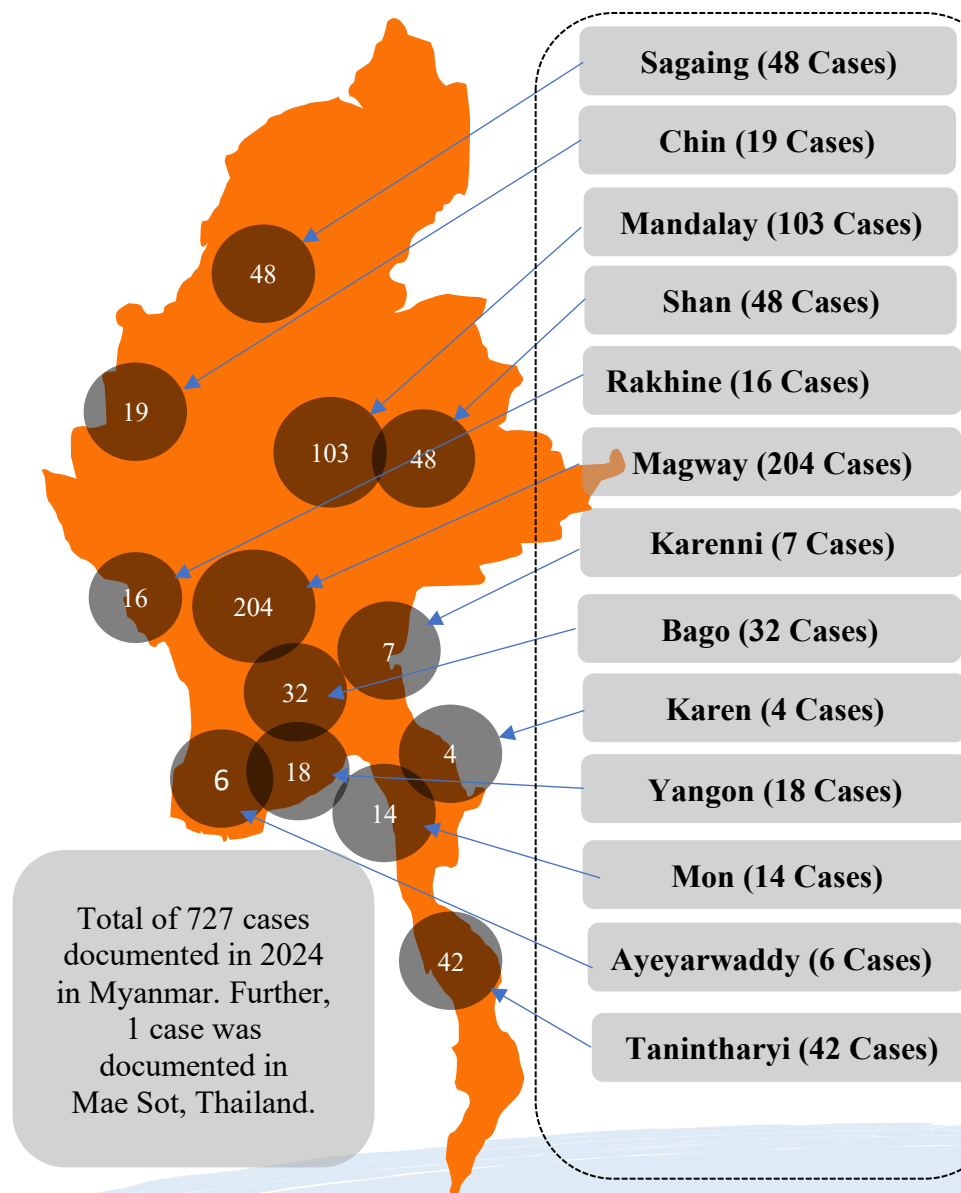 Sagaing (48 Cases)
Chin (19 Cases)
Mandalay (103 Cases)
Shan (48 Cases)
Rakhine (16 Cases)
Magway (204 Cases)
Karenni (7 Cases)
Bago (32 Cases)
Karen (4 Cases)
Yangon (18 Cases)
Mon (14 Cases)
Ayeyarwaddy (6 Cases)
Tanintharyi (42 Cases)
48
19
103
48
16
204
7
32
4
18
6
14
42
Total of 727 cases
documented in 2024
in Myanmar. Further,
1 case was
documented in
Mae Sot, Thailand.